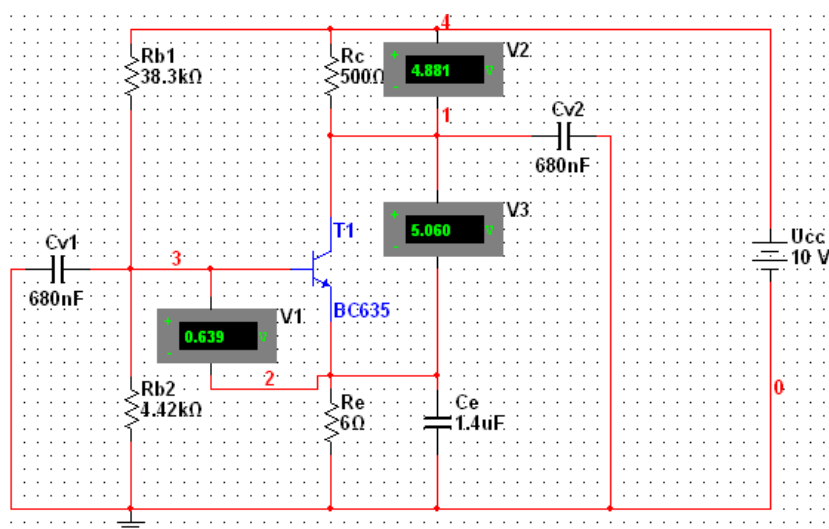 4
Rb1
38.3kΩ
Rc
500Ω
+
4.881
V
-
V2
1
Cv2
680nF
+
5.060
V
-
V3
T1
Cv1
680nF
3
BC635
Ucc
10 V
+
0.639
V
-
V1
2
Rb2
4.42kΩ
Re
6Ω
Ce
1.4uF
0